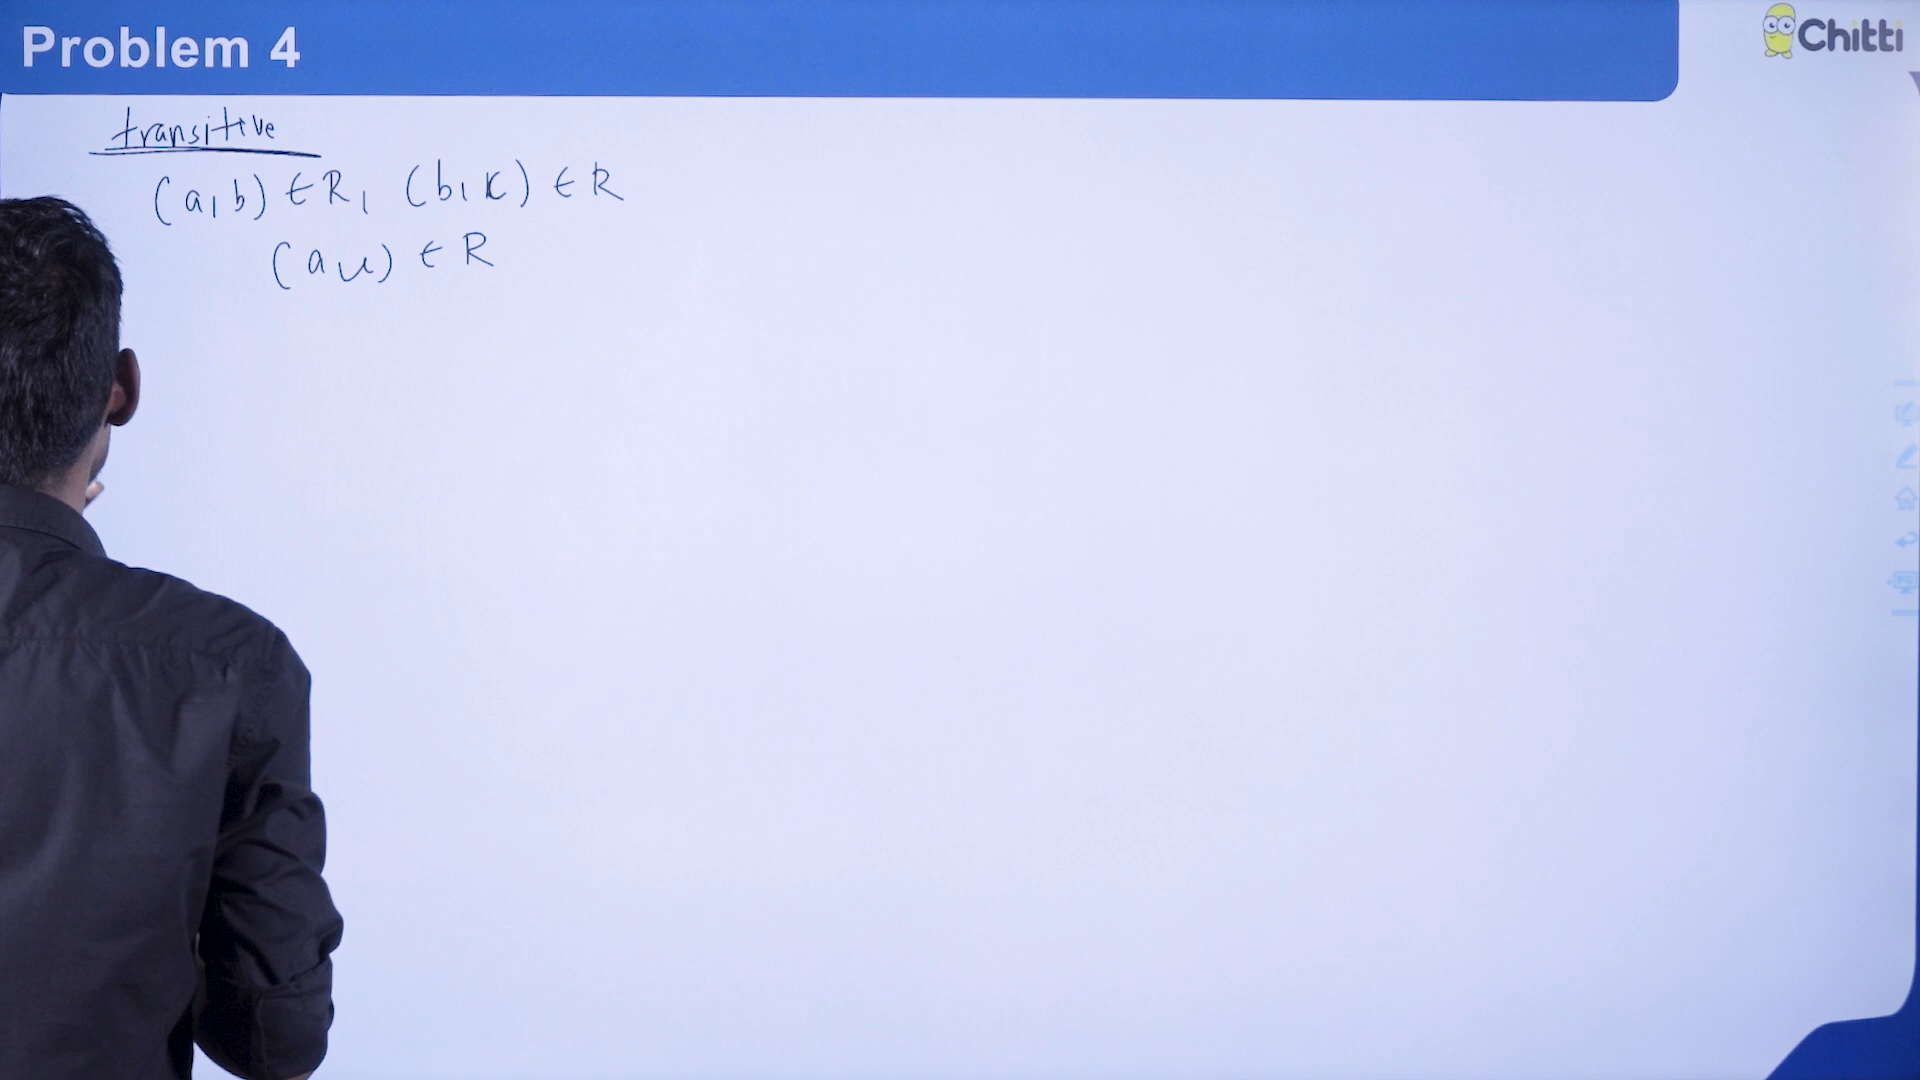 Problem 4
Chitti
transitive
(a,b) ∈ R, (b,c) ∈ R
(a,c) ∈ R